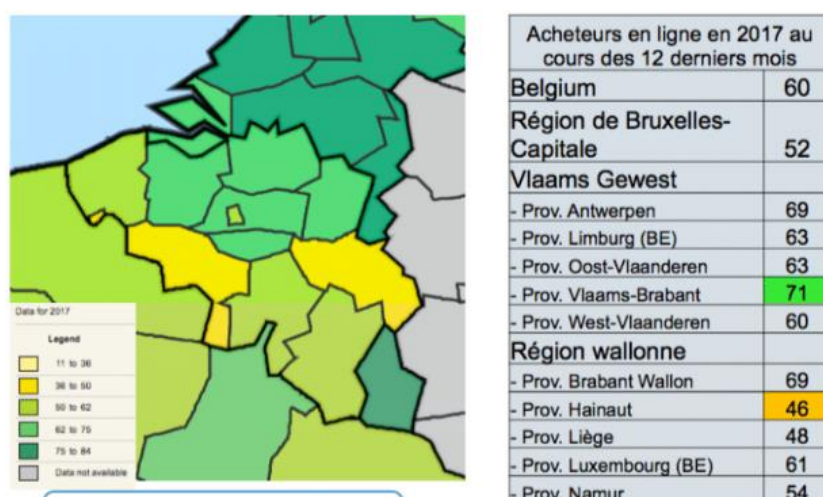 Data for 2017
Legend
11 to 36
36 to 50
50 to 62
62 to 75
75 to 84
Data not available
Acheteurs en ligne en 2017 au
cours des 12 derniers mois
Belgium 60
Région de Bruxelles-
Capitale 52
Vlaams Gewest
- Prov. Antwerpen 69
- Prov. Limburg (BE) 63
- Prov. Oost-Vlaanderen 63
- Prov. Vlaams-Brabant 71
- Prov. West-Vlaanderen 60
Région wallonne
- Prov. Brabant Wallon 69
- Prov. Hainaut 46
- Prov. Liège 48
- Prov. Luxembourg (BE) 61
- Prov. Namur 54